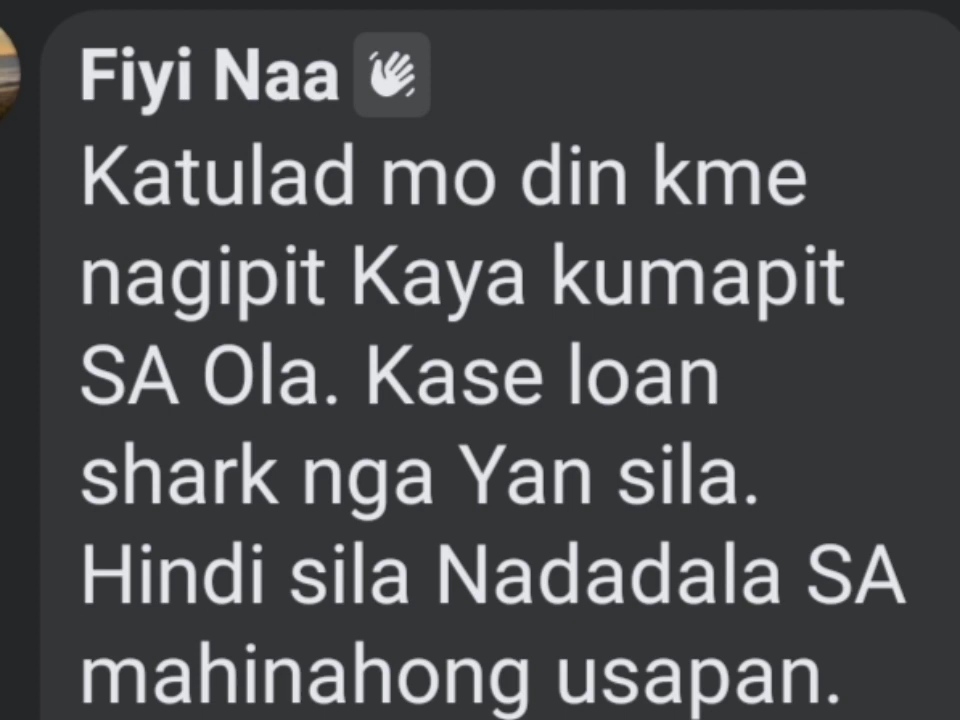 Fiyi Naa 👋
Katulad mo din kme
nagipit Kaya kumapit
SA Ola. Kase loan
shark nga Yan sila.
Hindi sila Nadadala SA
mahinahong usapan.